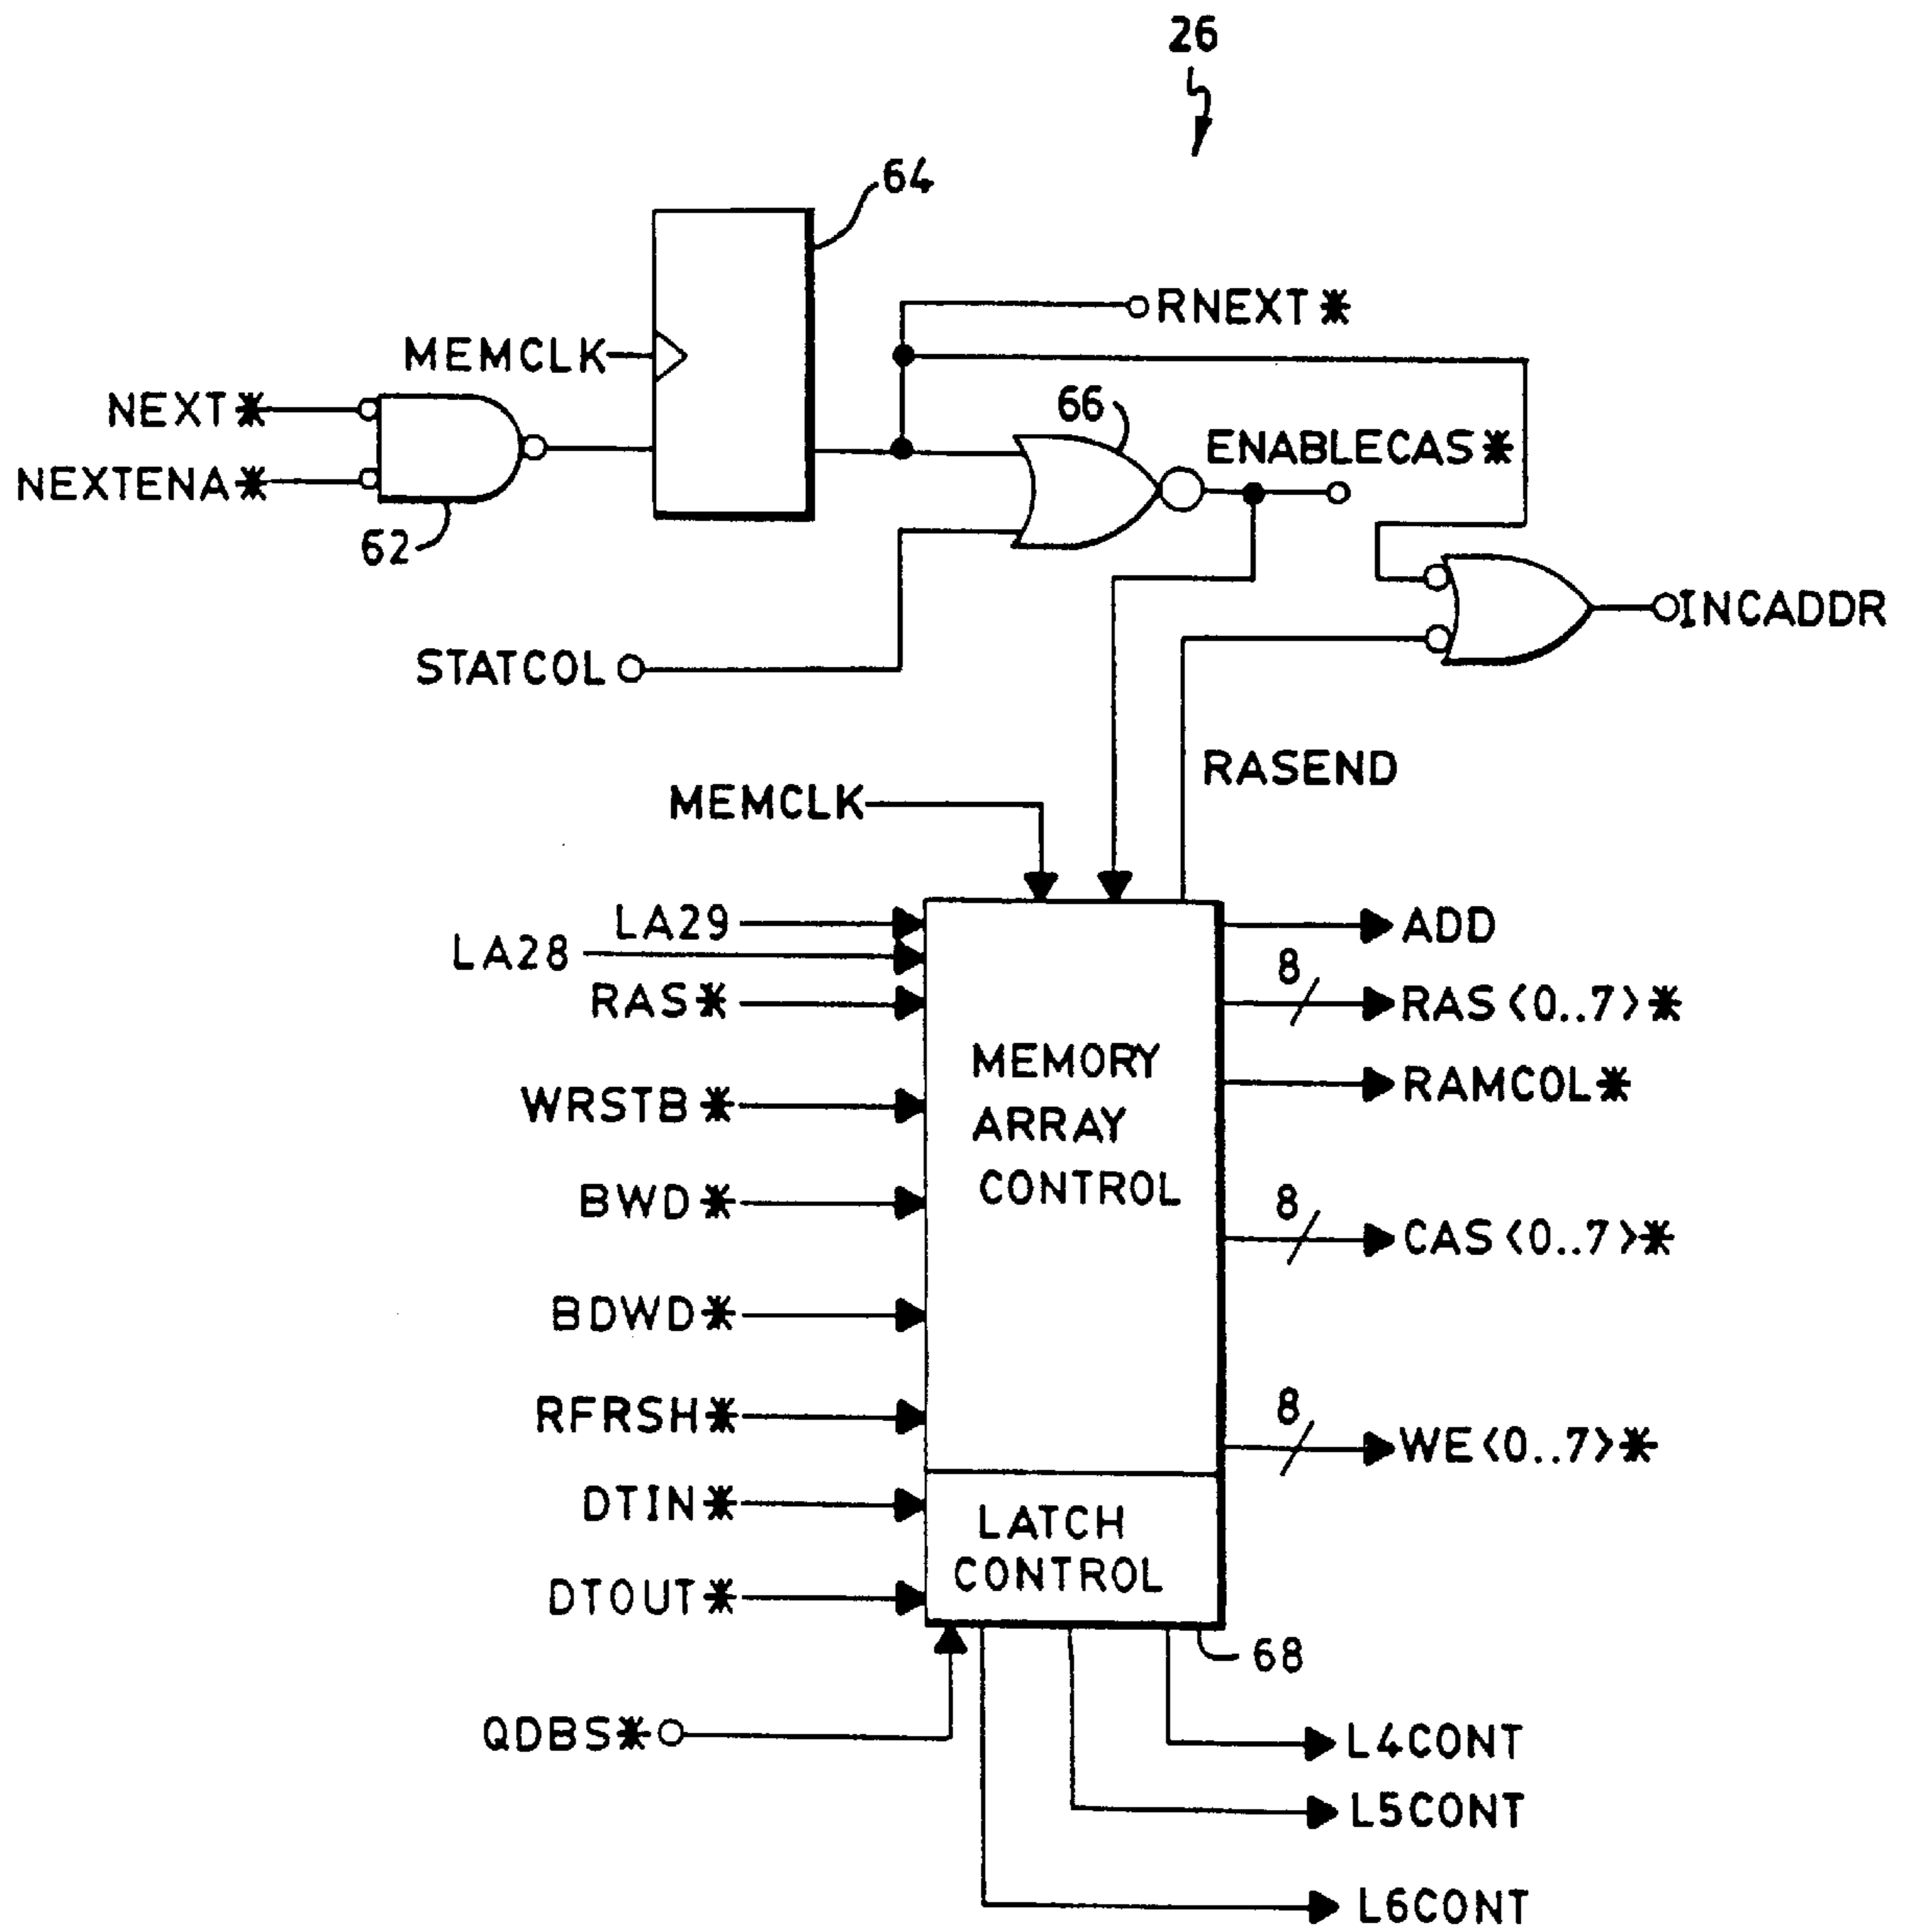 26
64
RNEXT*
MEMCLK
NEXT*
66
ENABLECAS*
NEXTENA*
62
INCADDR
STATCOL
RASEND
MEMCLK
LA29
ADD
LA28
8
RAS*
RAS<0..7>*
MEMORY
ARRAY
CONTROL
RAMCOL*
WRSTB*
BWD*
8
CAS<0..7>*
BDWD*
RFRSH*
8
WE<0..7>*
DTIN*
LATCH
CONTROL
DTOUT*
68
QDBS*
L4CONT
L5CONT
L6CONT